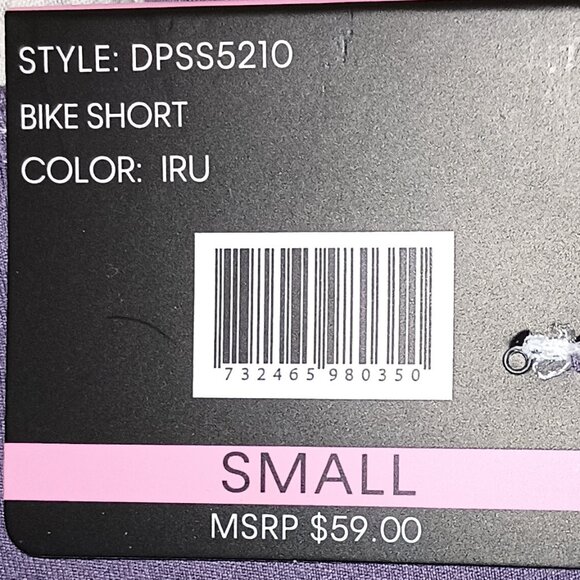 STYLE: DPSS5210
BIKE SHORT
COLOR: IRU
732465 980350
SMALL
MSRP $59.00